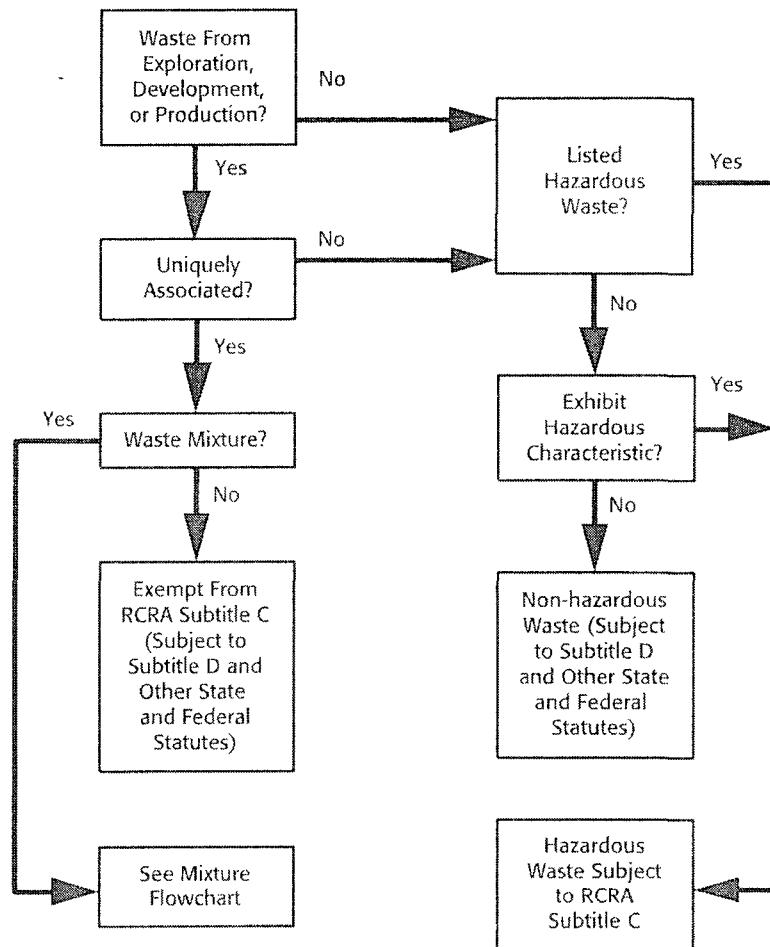 Waste From
Exploration,
Development,
or Production?
No
Yes
Listed
Hazardous
Waste?
Yes
Uniquely
Associated?
No
Yes
No
Waste Mixture?
Yes
No
Exhibit
Hazardous
Characteristic?
Yes
No
Exempt From
RCRA Subtitle C
(Subject to
Subtitle D and
Other State
and Federal
Statutes)
Non-hazardous
Waste (Subject
to Subtitle D
and Other State
and Federal
Statutes)
See Mixture
Flowchart
Hazardous
Waste Subject
to RCRA
Subtitle C